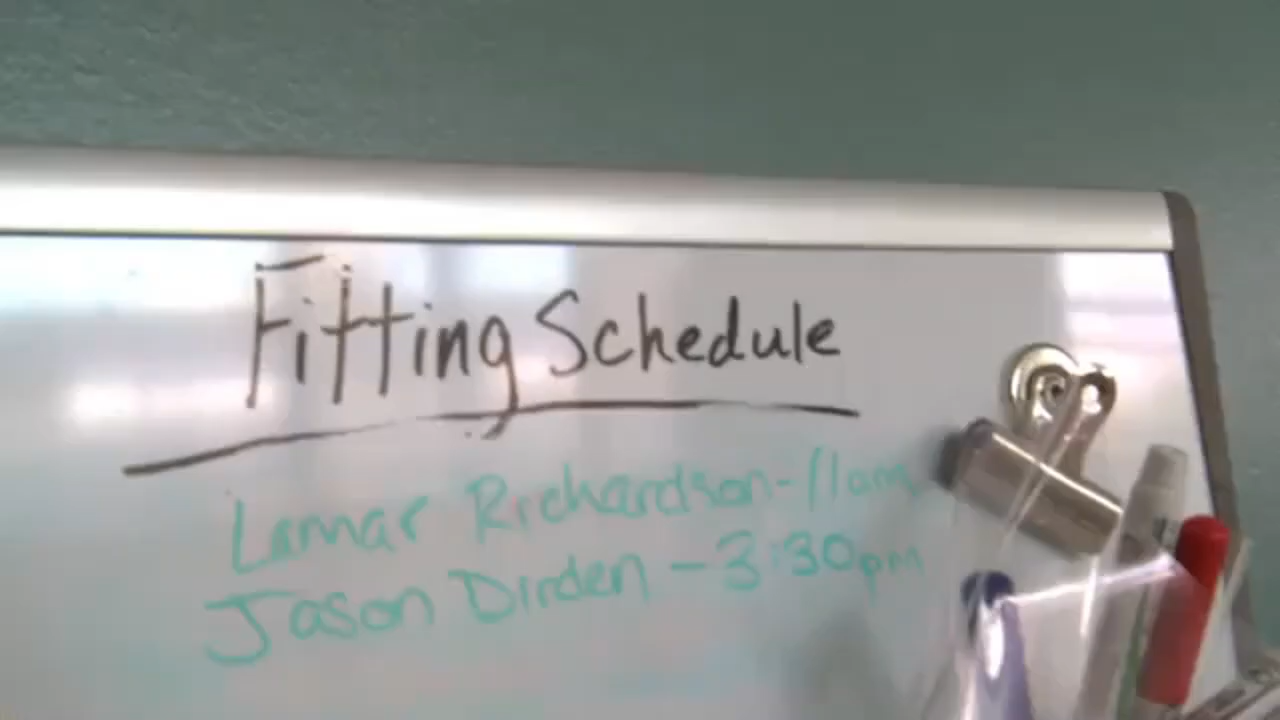 Fitting Schedule
Lamar Richardson - 11am
Jason Dirden - 3:30pm